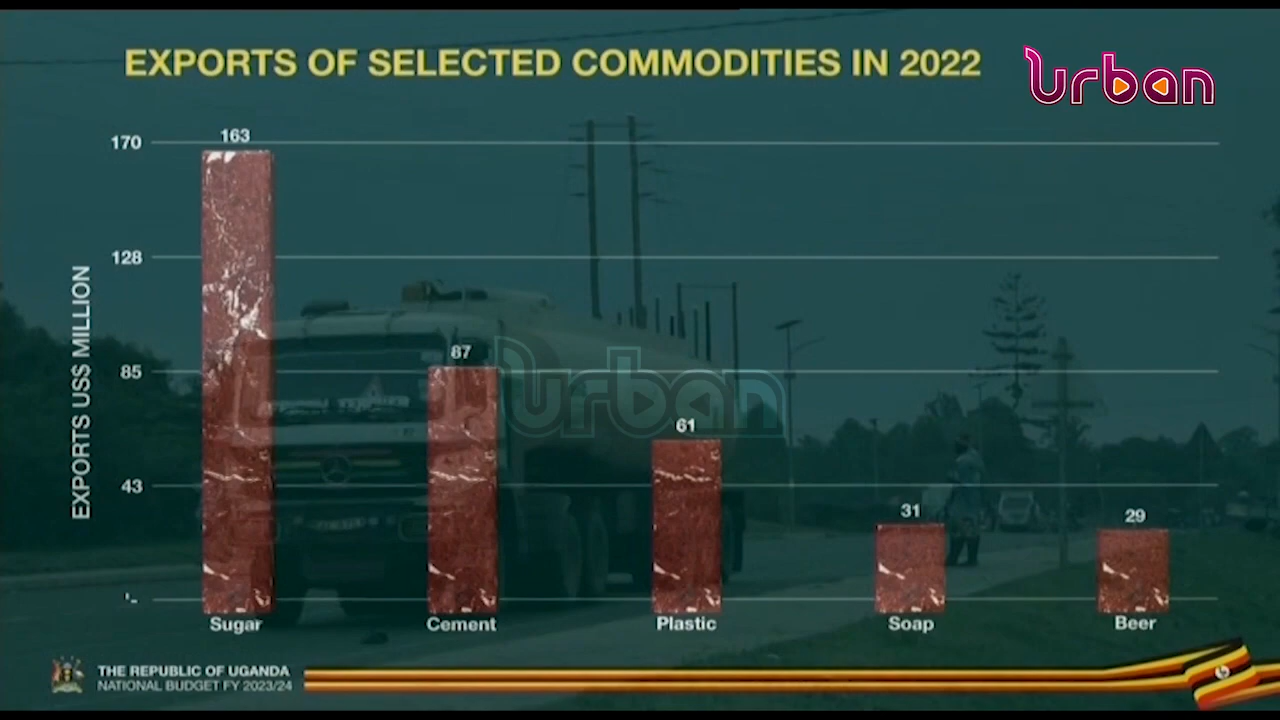 EXPORTS OF SELECTED COMMODITIES IN 2022
urban
163
170
128
EXPORTS US$ MILLION
87
85
urban
61
43
31
29
'-
Sugar
Cement
Plastic
Soap
Beer
THE REPUBLIC OF UGANDA
NATIONAL BUDGET FY 2023/24